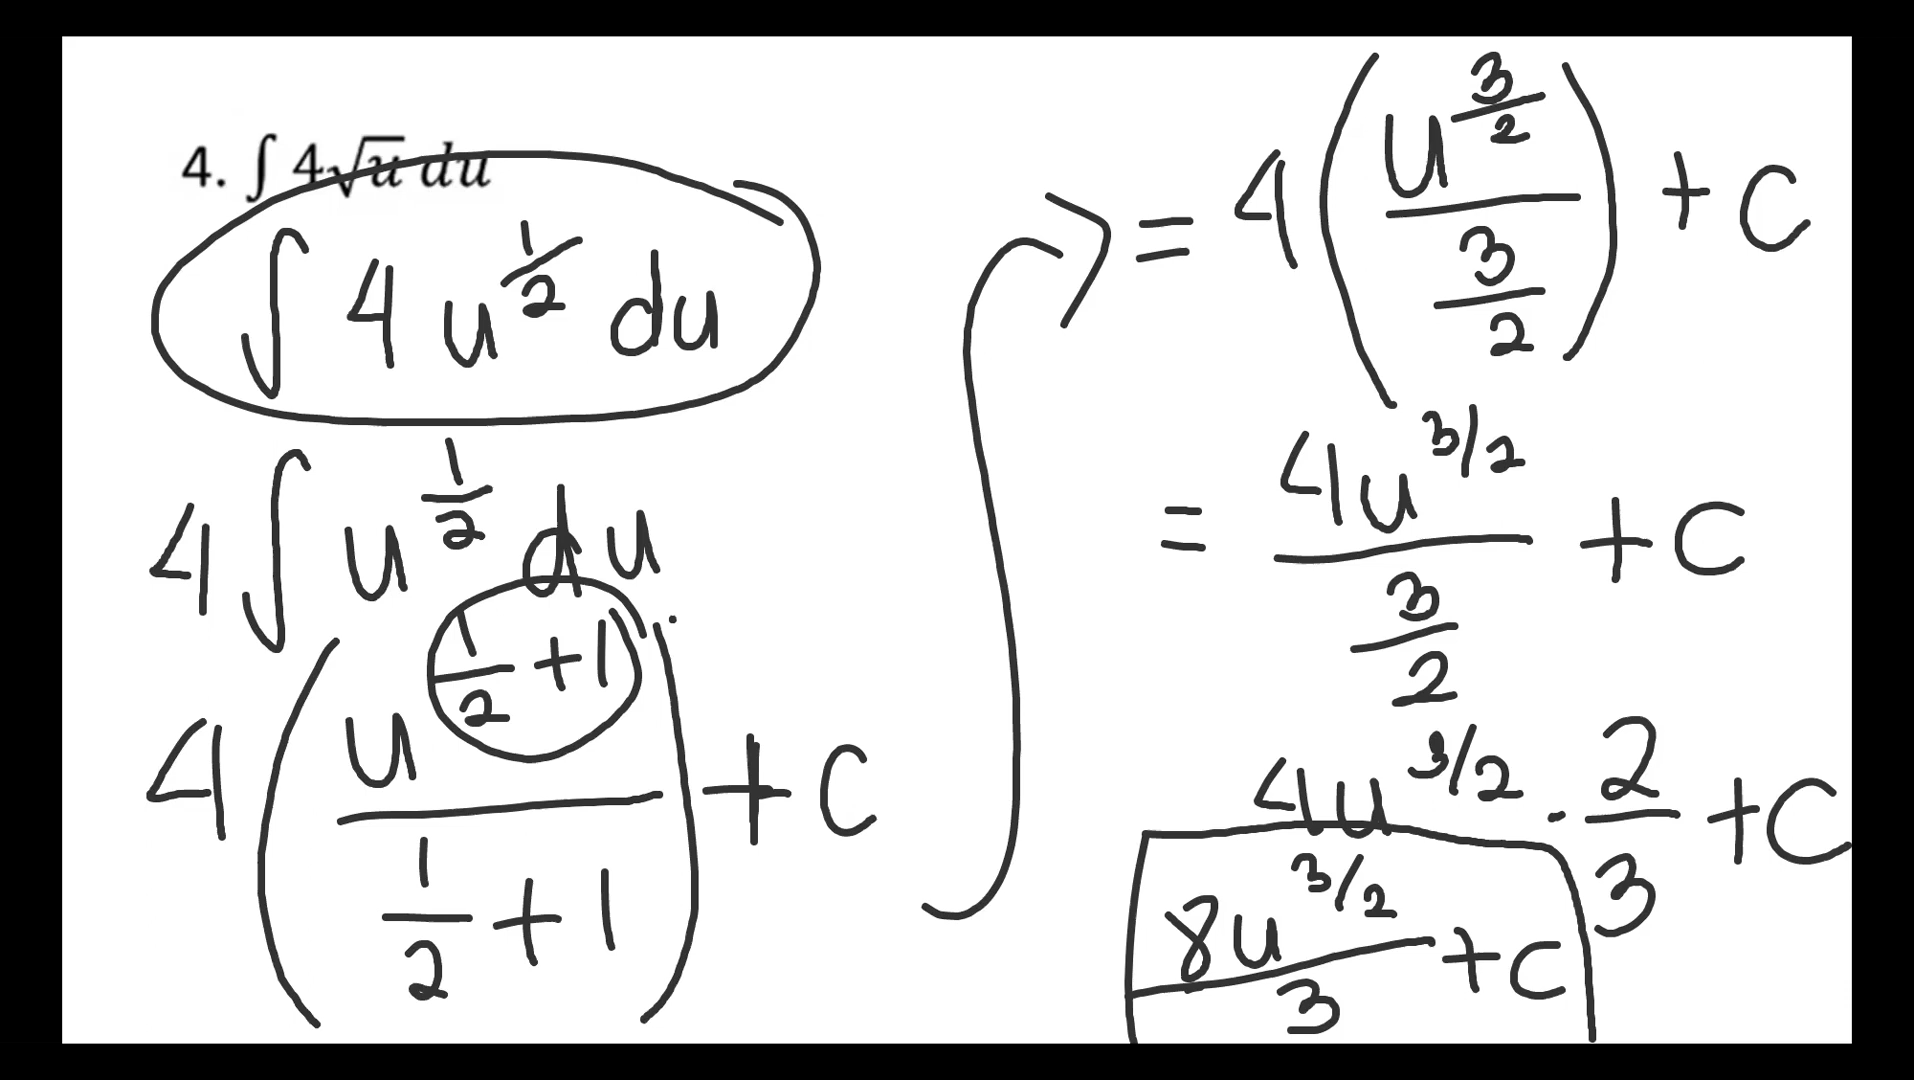 4. ∫ 4√u du
∫ 4 u^(1/2) du
4 ∫ u^(1/2) du
4 ( u^(1/2 + 1) / (1/2 + 1) ) + C
= 4 ( u^(3/2) / (3/2) ) + C
= 4u^(3/2) / (3/2) + C
4u^(3/2) · 2/3 + C
8u^(3/2) / 3 + C